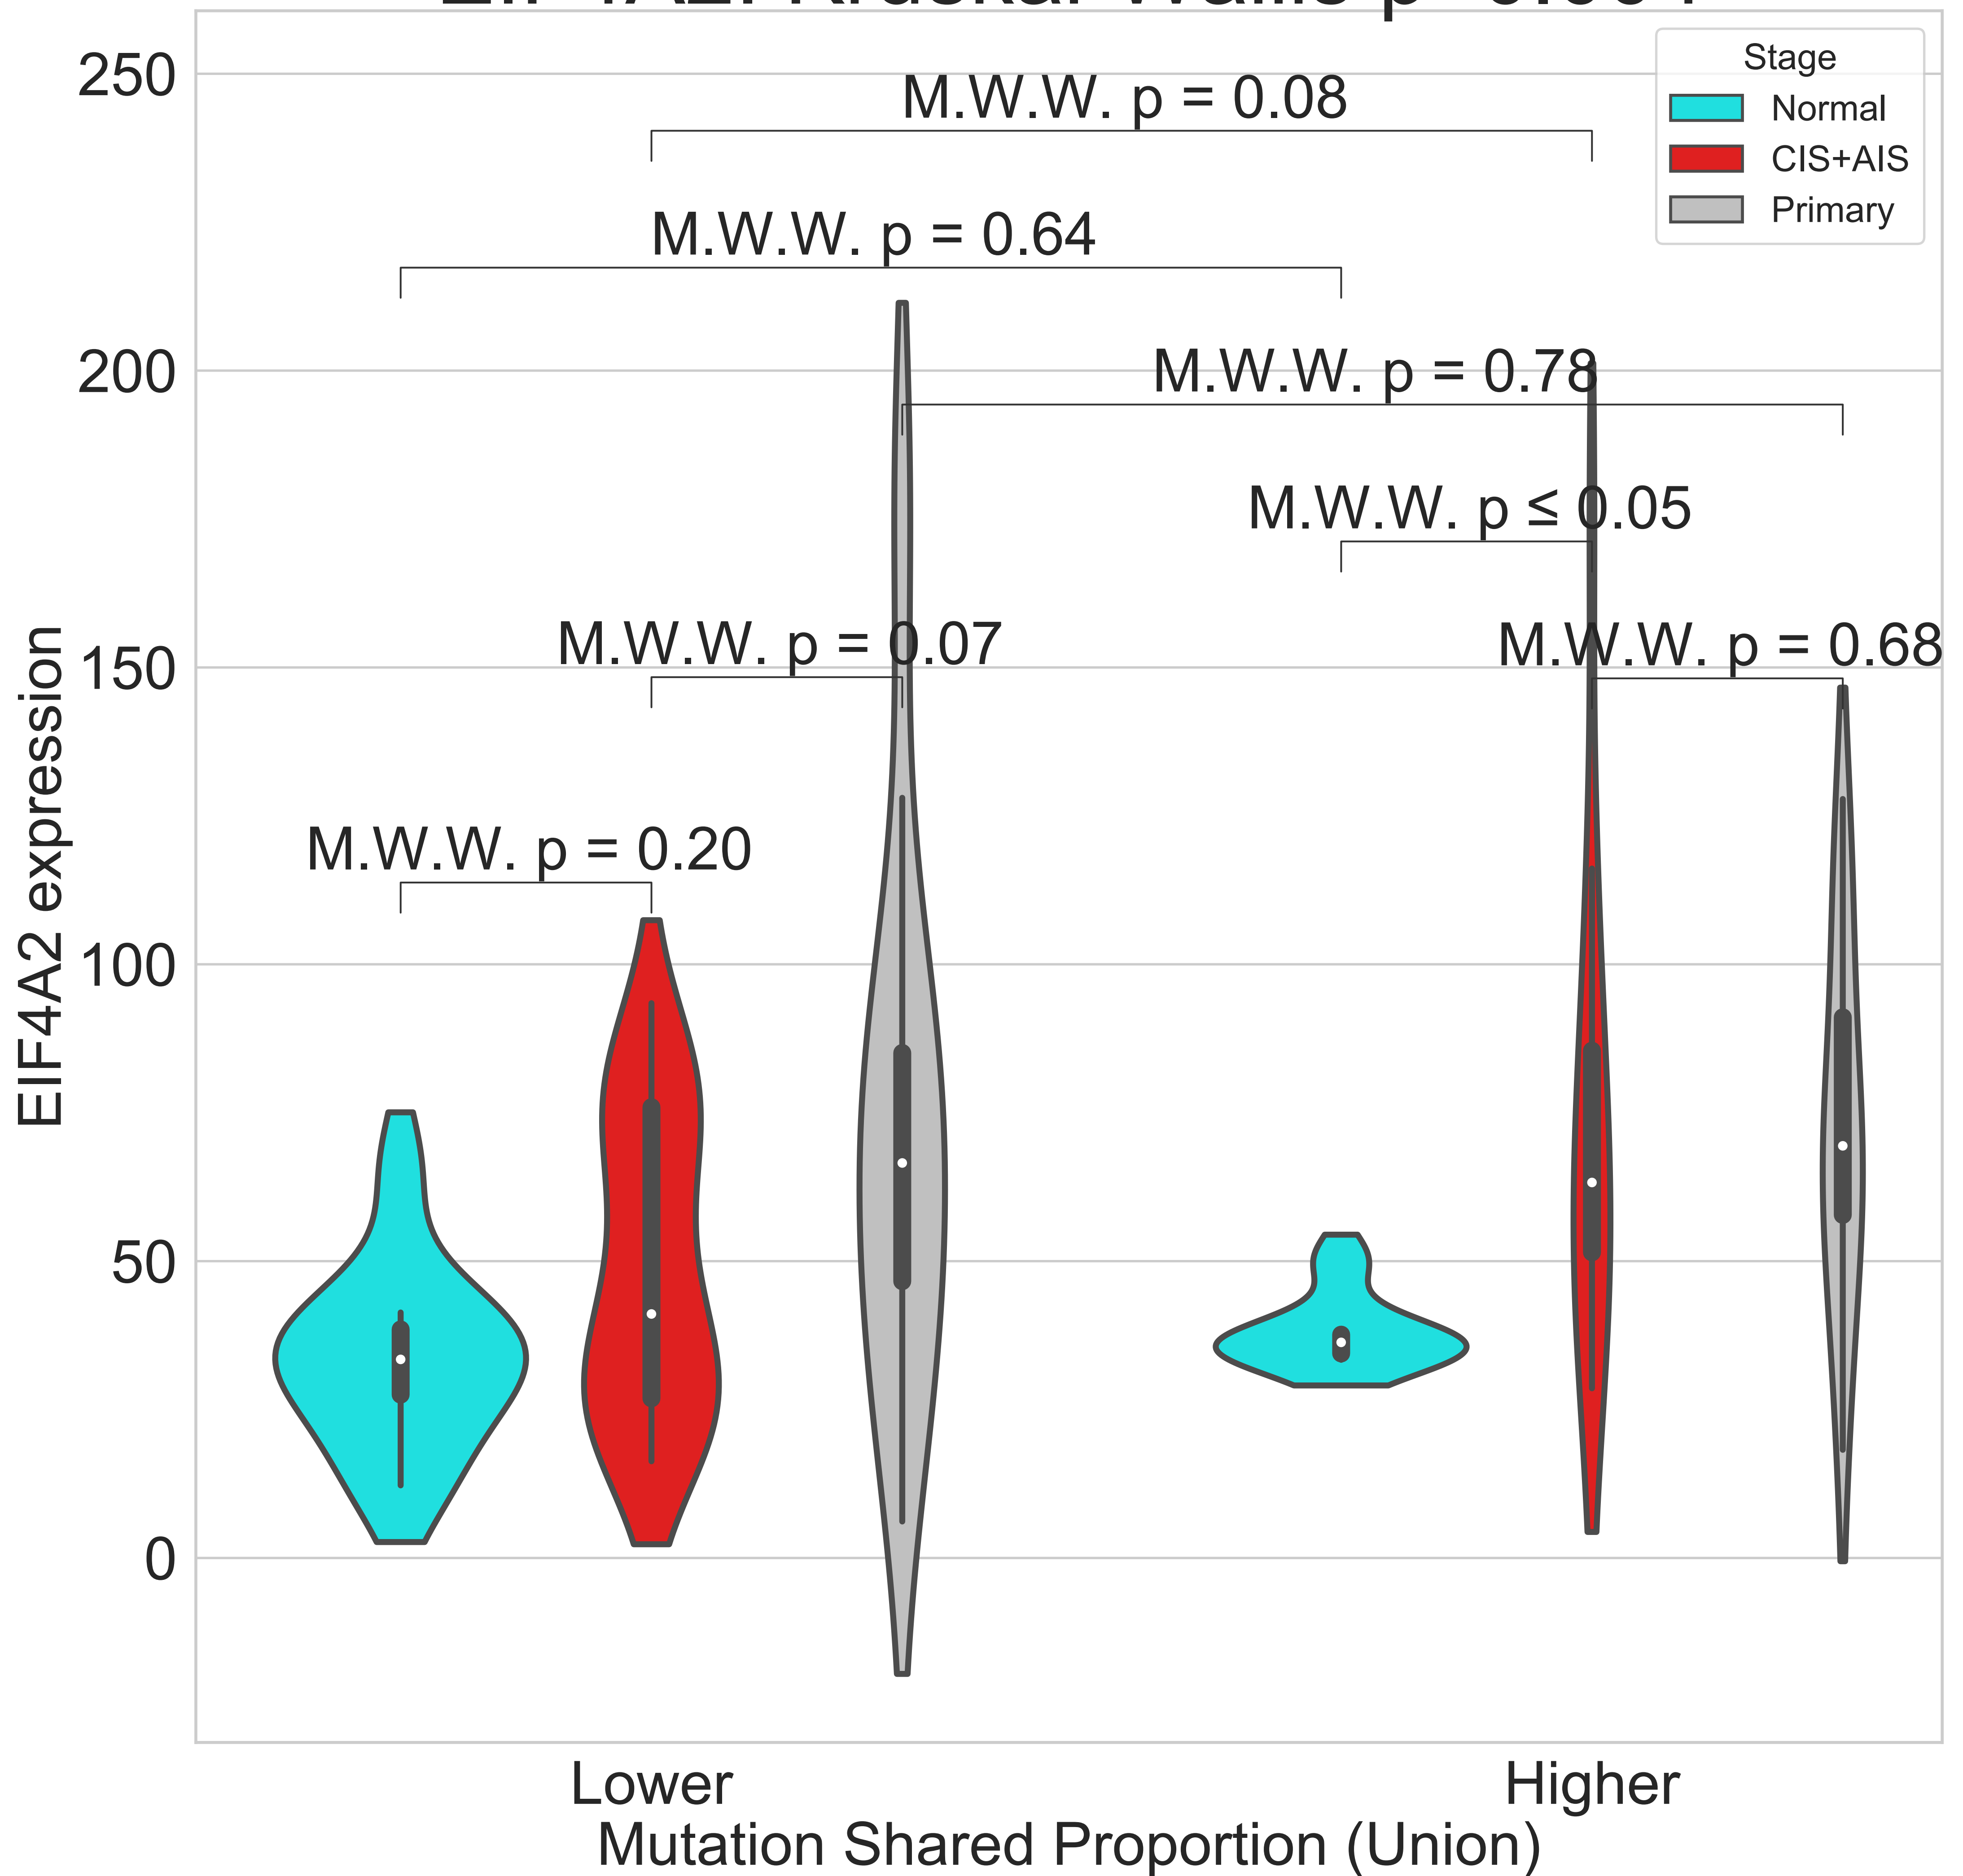 250
200
150
100
50
0
EIF4A2 expression
Stage
Normal
CIS+AIS
Primary
M.W.W. p = 0.08
M.W.W. p = 0.64
M.W.W. p = 0.78
M.W.W. p ≤ 0.05
M.W.W. p = 0.07
M.W.W. p = 0.68
M.W.W. p = 0.20
Lower
Higher
Mutation Shared Proportion (Union)